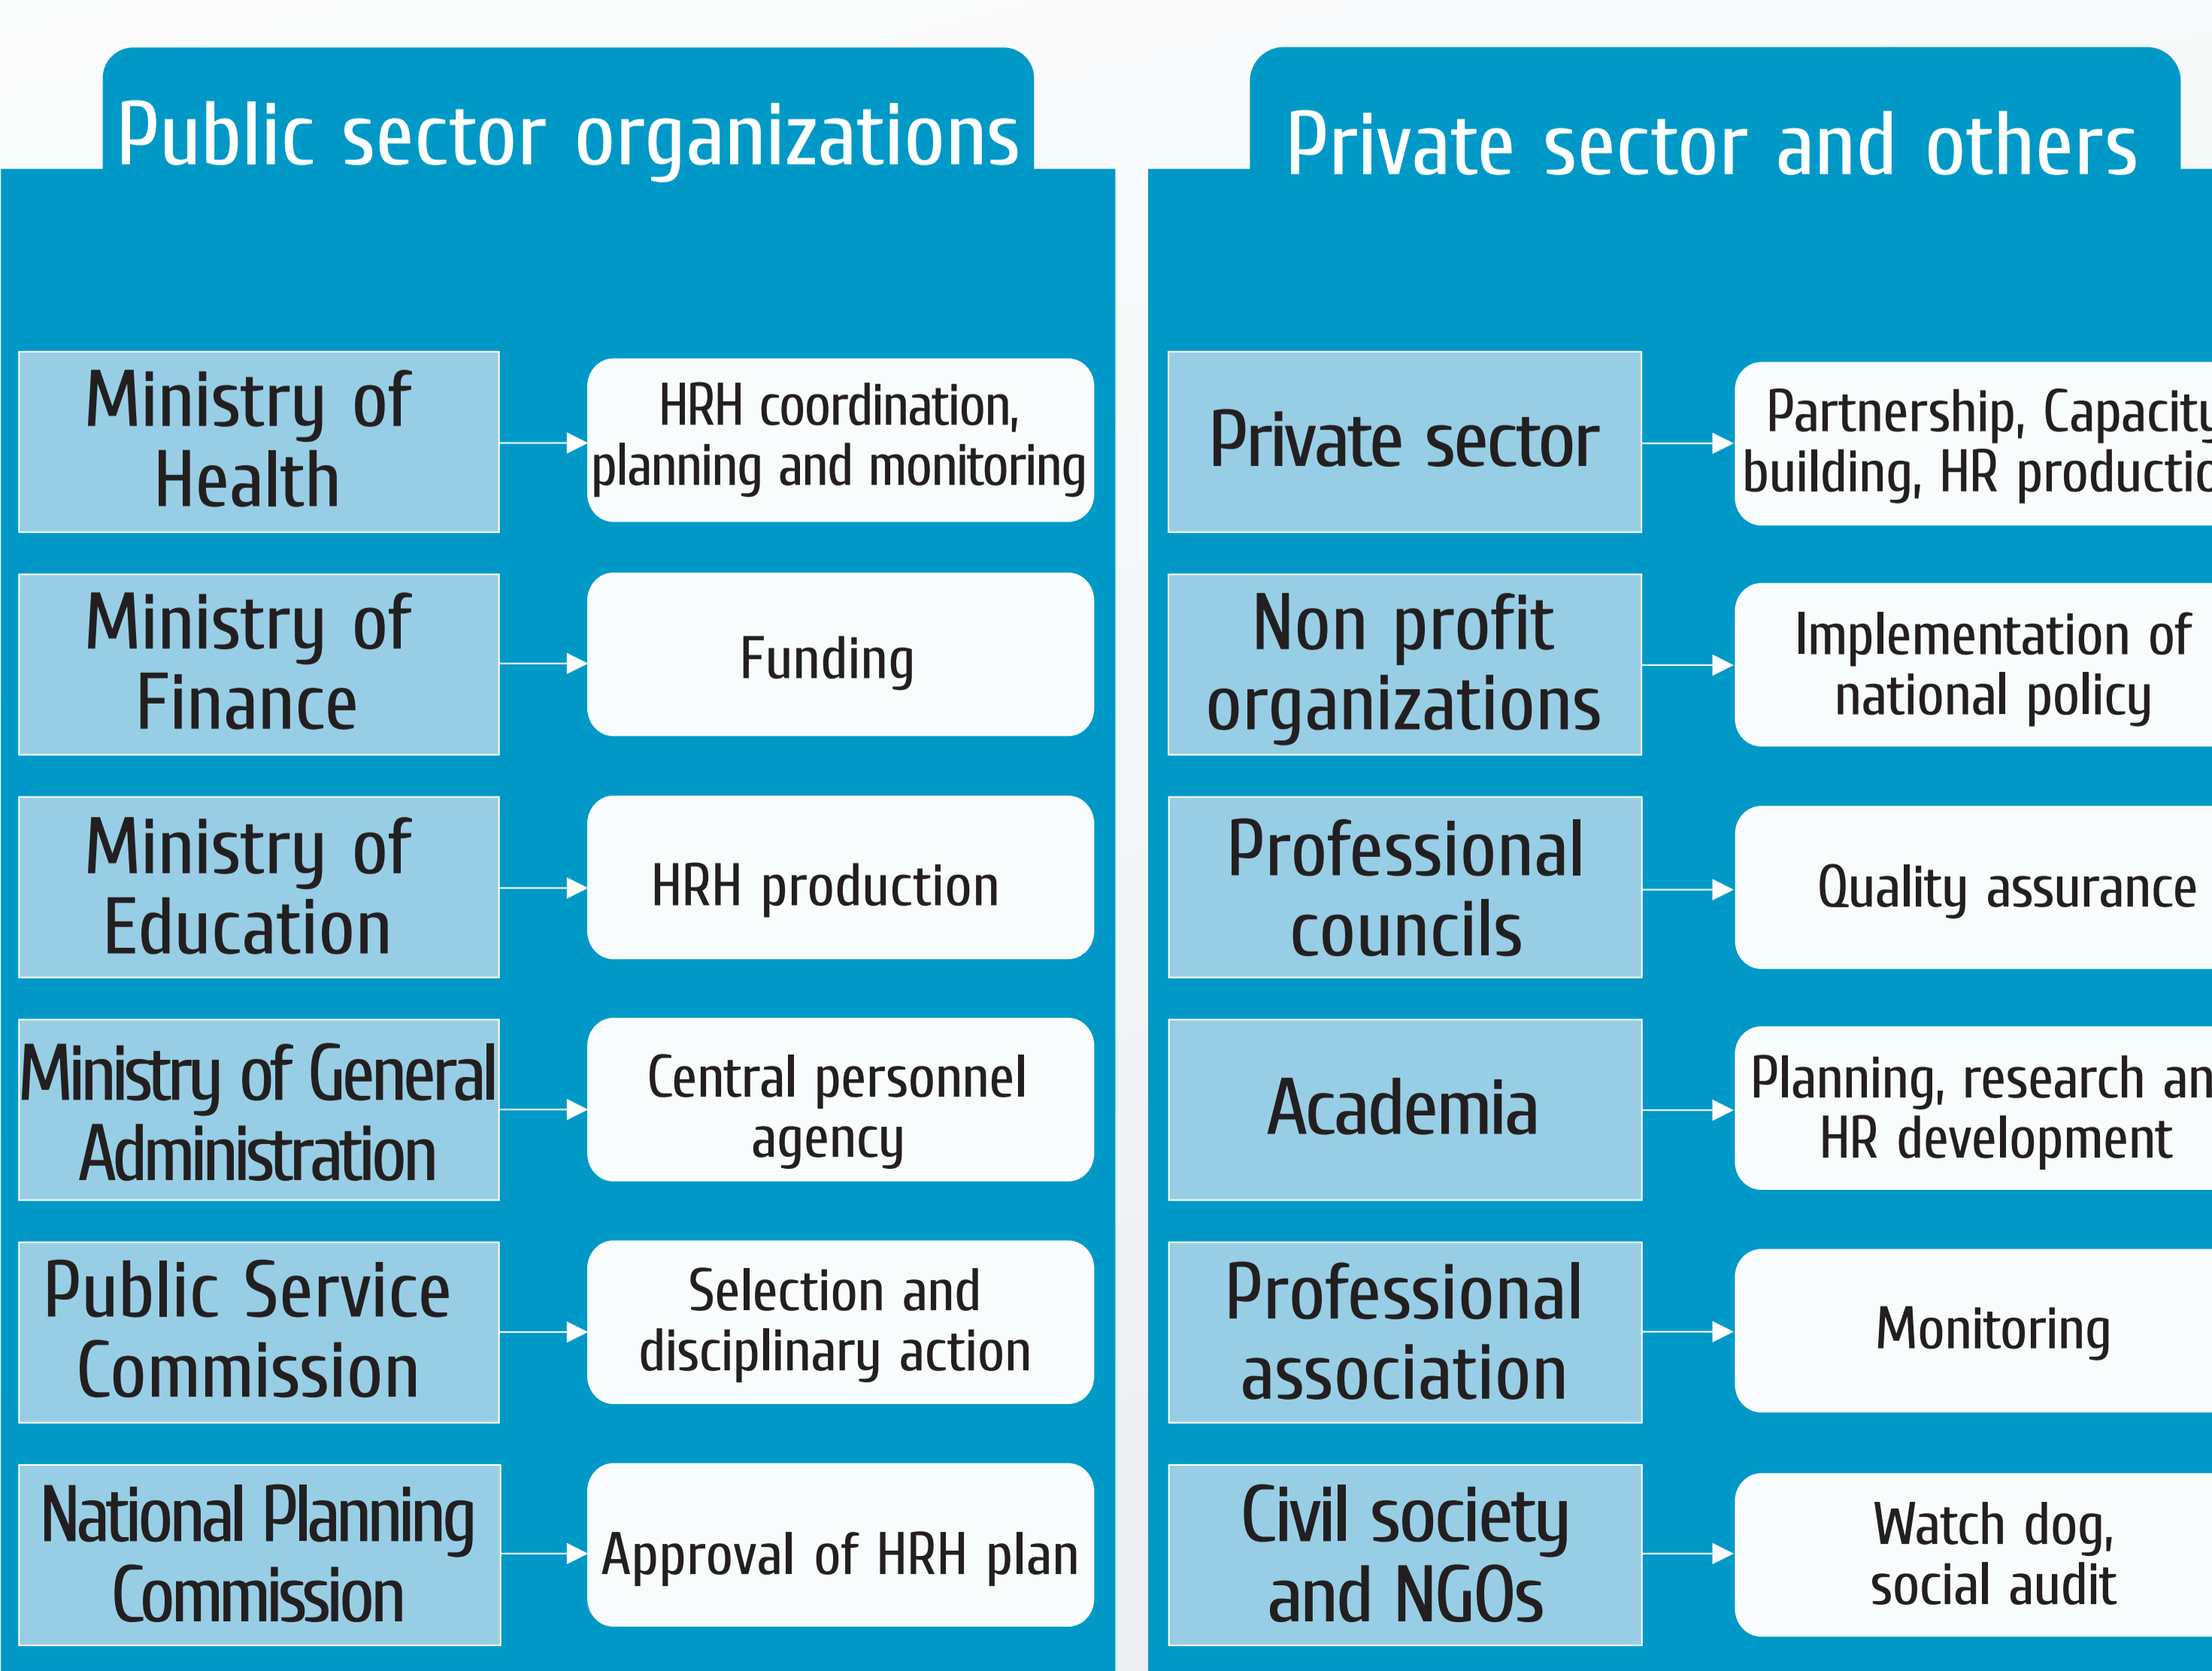 Public sector organizations
Ministry of
Health
HRH coordination,
planning and monitoring
Ministry of
Finance
Funding
Ministry of
Education
HRH production
Ministry of General
Administration
Central personnel
agency
Public Service
Commission
Selection and
disciplinary action
National Planning
Commission
Approval of HRH plan
Private sector and others
Private sector
Partnership, Capacity
building, HR
Non profit
organizations
Implementation of
national policy
Professional
councils
Quality assurance
Academia
Planning, research
HR development
Professional
association
Monitoring
Civil society
and NGOs
Watch dog,
social audit